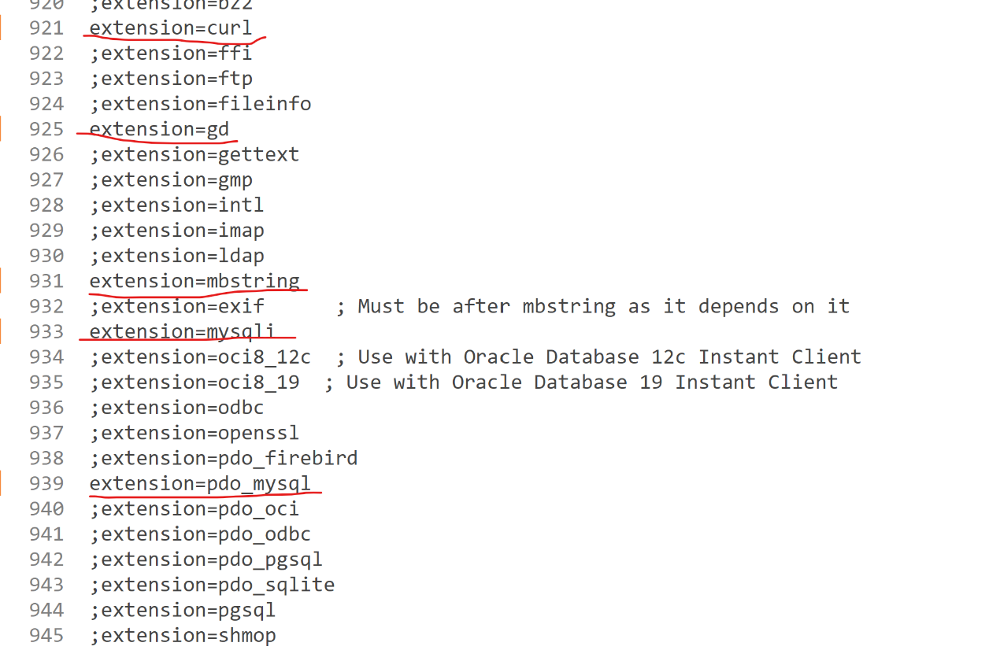 920 ;extension=bz2
921 extension=curl
922 ;extension=ffi
923 ;extension=ftp
924 ;extension=fileinfo
925 extension=gd
926 ;extension=gettext
927 ;extension=gmp
928 ;extension=intl
929 ;extension=imap
930 ;extension=ldap
931 extension=mbstring
932 ;extension=exif      ; Must be after mbstring as it depends on it
933 extension=mysqli
934 ;extension=oci8_12c  ; Use with Oracle Database 12c Instant Client
935 ;extension=oci8_19  ; Use with Oracle Database 19 Instant Client
936 ;extension=odbc
937 ;extension=openssl
938 ;extension=pdo_firebird
939 extension=pdo_mysql
940 ;extension=pdo_oci
941 ;extension=pdo_odbc
942 ;extension=pdo_pgsql
943 ;extension=pdo_sqlite
944 ;extension=pgsql
945 ;extension=shmop